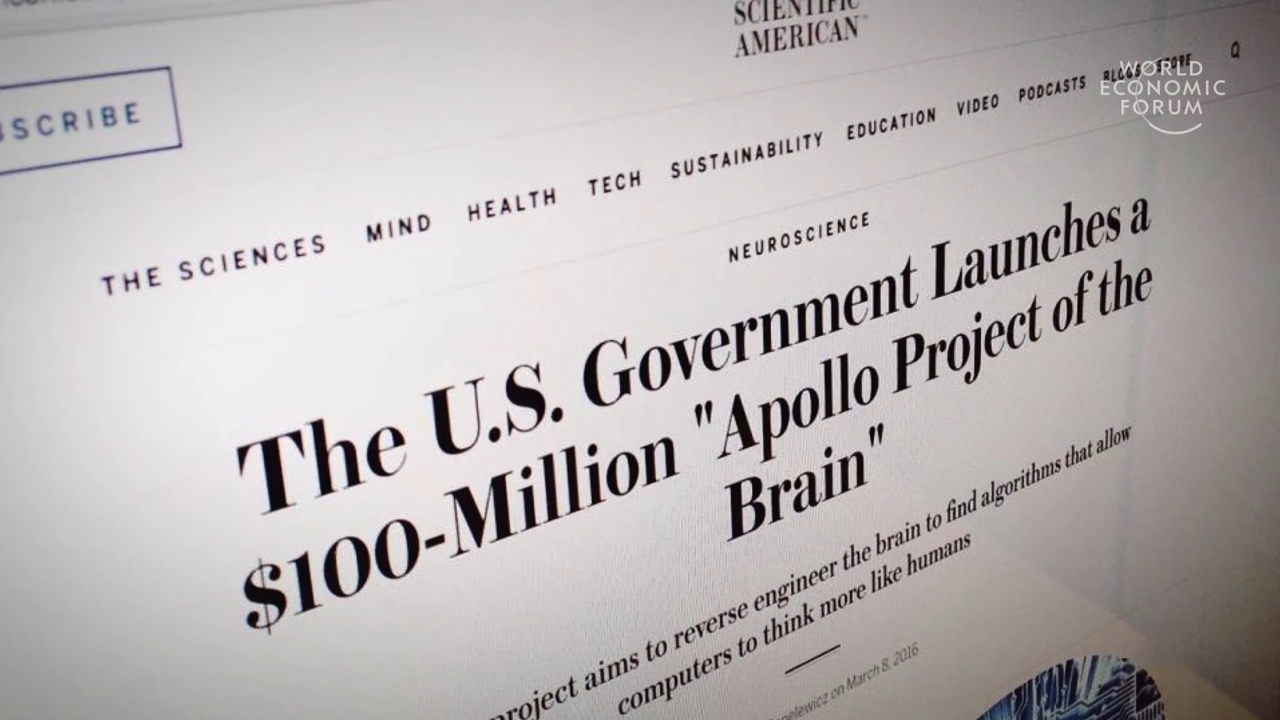 SCIENTIFIC
AMERICAN
WORLD
ECONOMIC
FORUM
THE SCIENCES MIND HEALTH TECH SUSTAINABILITY EDUCATION VIDEO PODCASTS BLOGS STORE
NEUROSCIENCE
The U.S. Government Launches a
$100-Million "Apollo Project of the
Brain"
aims to reverse engineer the brain to find algorithms that allow
computers to think more like humans
on March 8, 2016